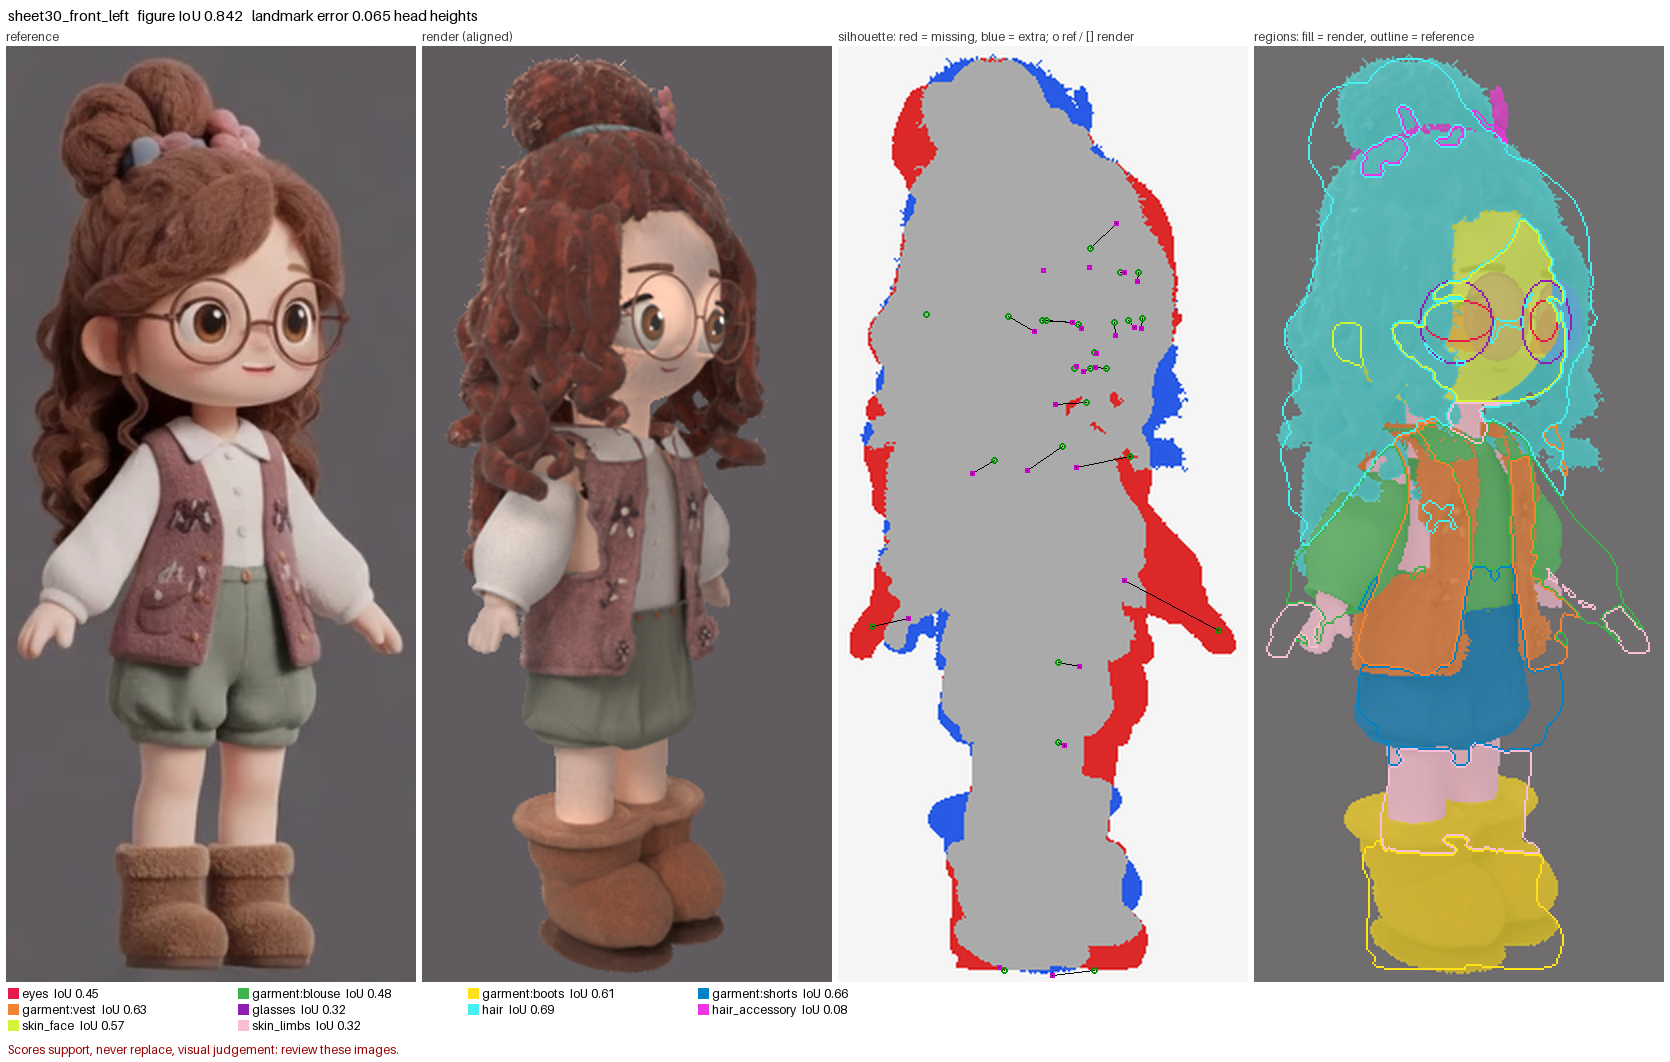 sheet30_front_left  figure IoU 0.842  landmark error 0.065 head heights
reference
render (aligned)
silhouette: red = missing, blue = extra; o ref / [] render
regions: fill = render, outline = reference
eyes  IoU 0.45
garment:blouse  IoU 0.48
garment:boots  IoU 0.61
garment:shorts  IoU 0.66
garment:vest  IoU 0.63
glasses  IoU 0.32
hair  IoU 0.69
hair_accessory  IoU 0.08
skin_face  IoU 0.57
skin_limbs  IoU 0.32
Scores support, never replace, visual judgement: review these images.